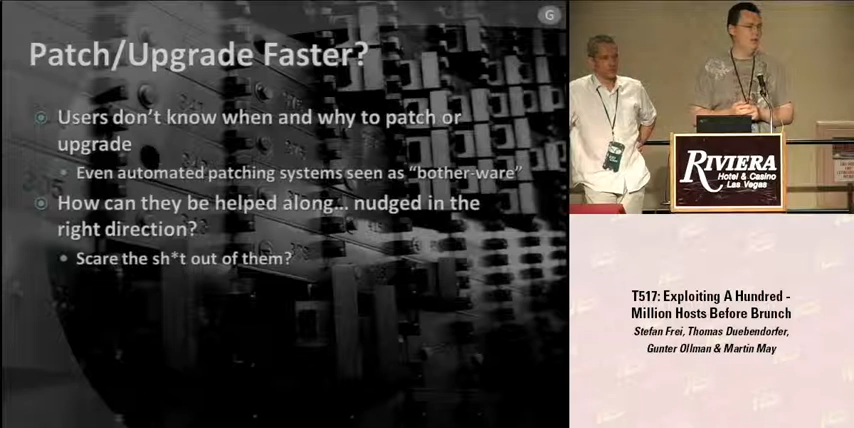 G
Patch/Upgrade Faster?
Users don't know when and why to patch or
upgrade
Even automated patching systems seen as "bother-ware"
How can they be helped along... nudged in the
right direction?
Scare the sh*t out of them?
RIVIERA
Hotel & Casino
Las Vegas
T517: Exploiting A Hundred -
Million Hosts Before Brunch
Stefan Frei, Thomas Duebendorfer,
Gunter Ollman & Martin May